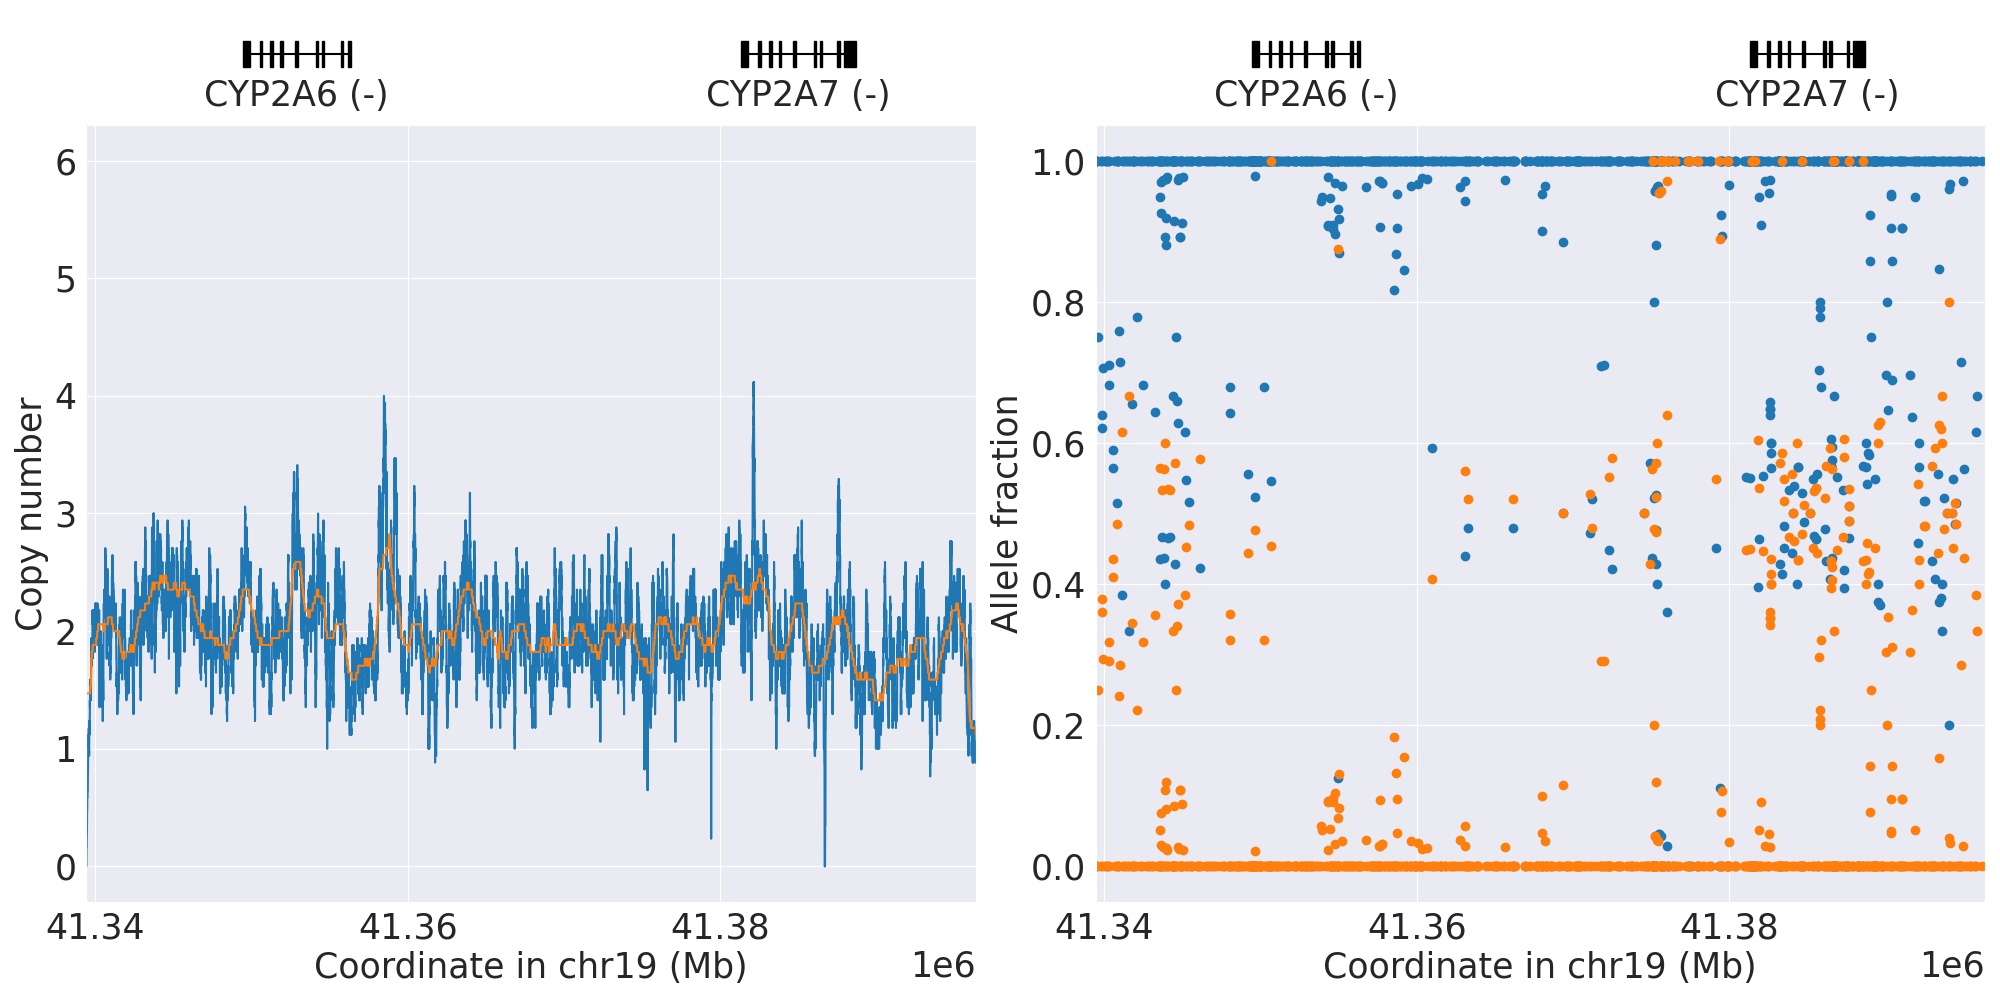 CYP2A6 (-) CYP2A7 (-)
CYP2A6 (-) CYP2A7 (-)
Copy number
6
5
4
3
2
1
0
41.34 41.36 41.38
Coordinate in chr19 (Mb) 1e6
Allele fraction
1.0
0.8
0.6
0.4
0.2
0.0
41.34 41.36 41.38
Coordinate in chr19 (Mb) 1e6